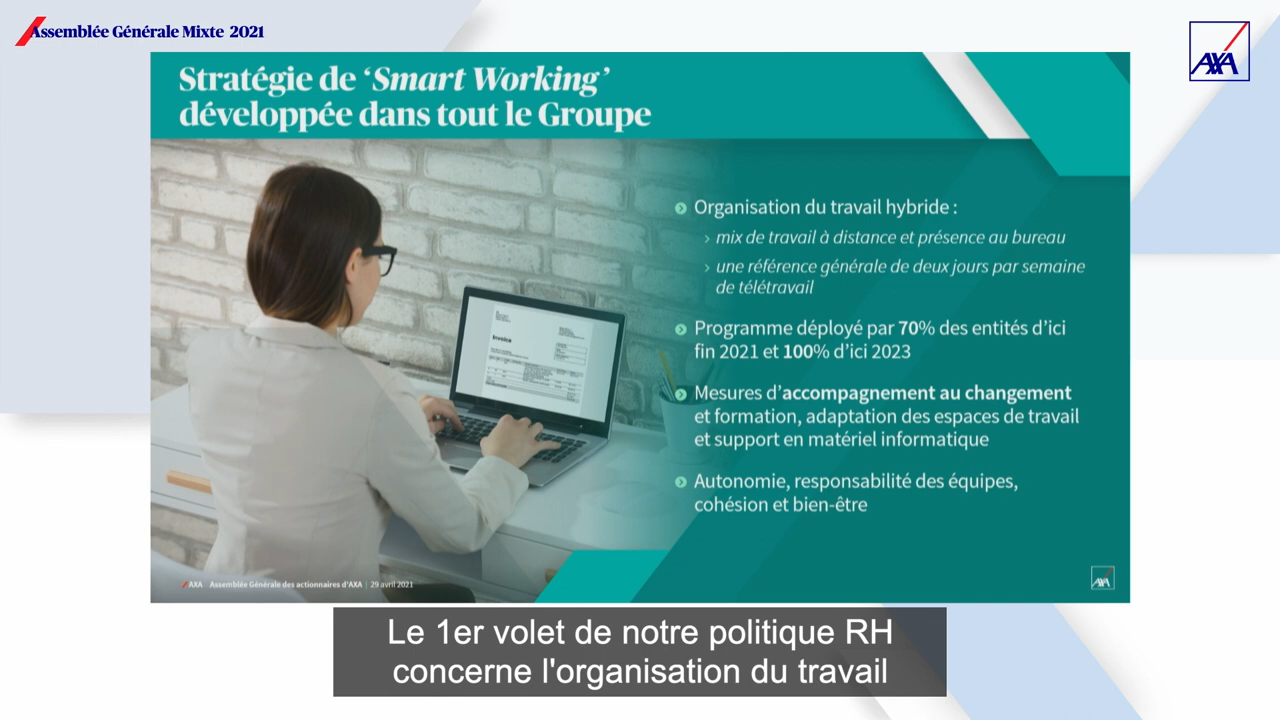 Assemblée Générale Mixte 2021
AXA
Stratégie de ‘Smart Working’
développée dans tout le Groupe
Organisation du travail hybride :
› mix de travail à distance et présence au bureau
› une référence générale de deux jours par semaine
de télétravail
Programme déployé par 70% des entités d’ici
fin 2021 et 100% d’ici 2023
Mesures d’accompagnement au changement
et formation, adaptation des espaces de travail
et support en matériel informatique
Autonomie, responsabilité des équipes,
cohésion et bien-être
Invoice
AXA Assemblée Générale des actionnaires d'AXA | 29 avril 2021
AXA
Le 1er volet de notre politique RH
concerne l'organisation du travail